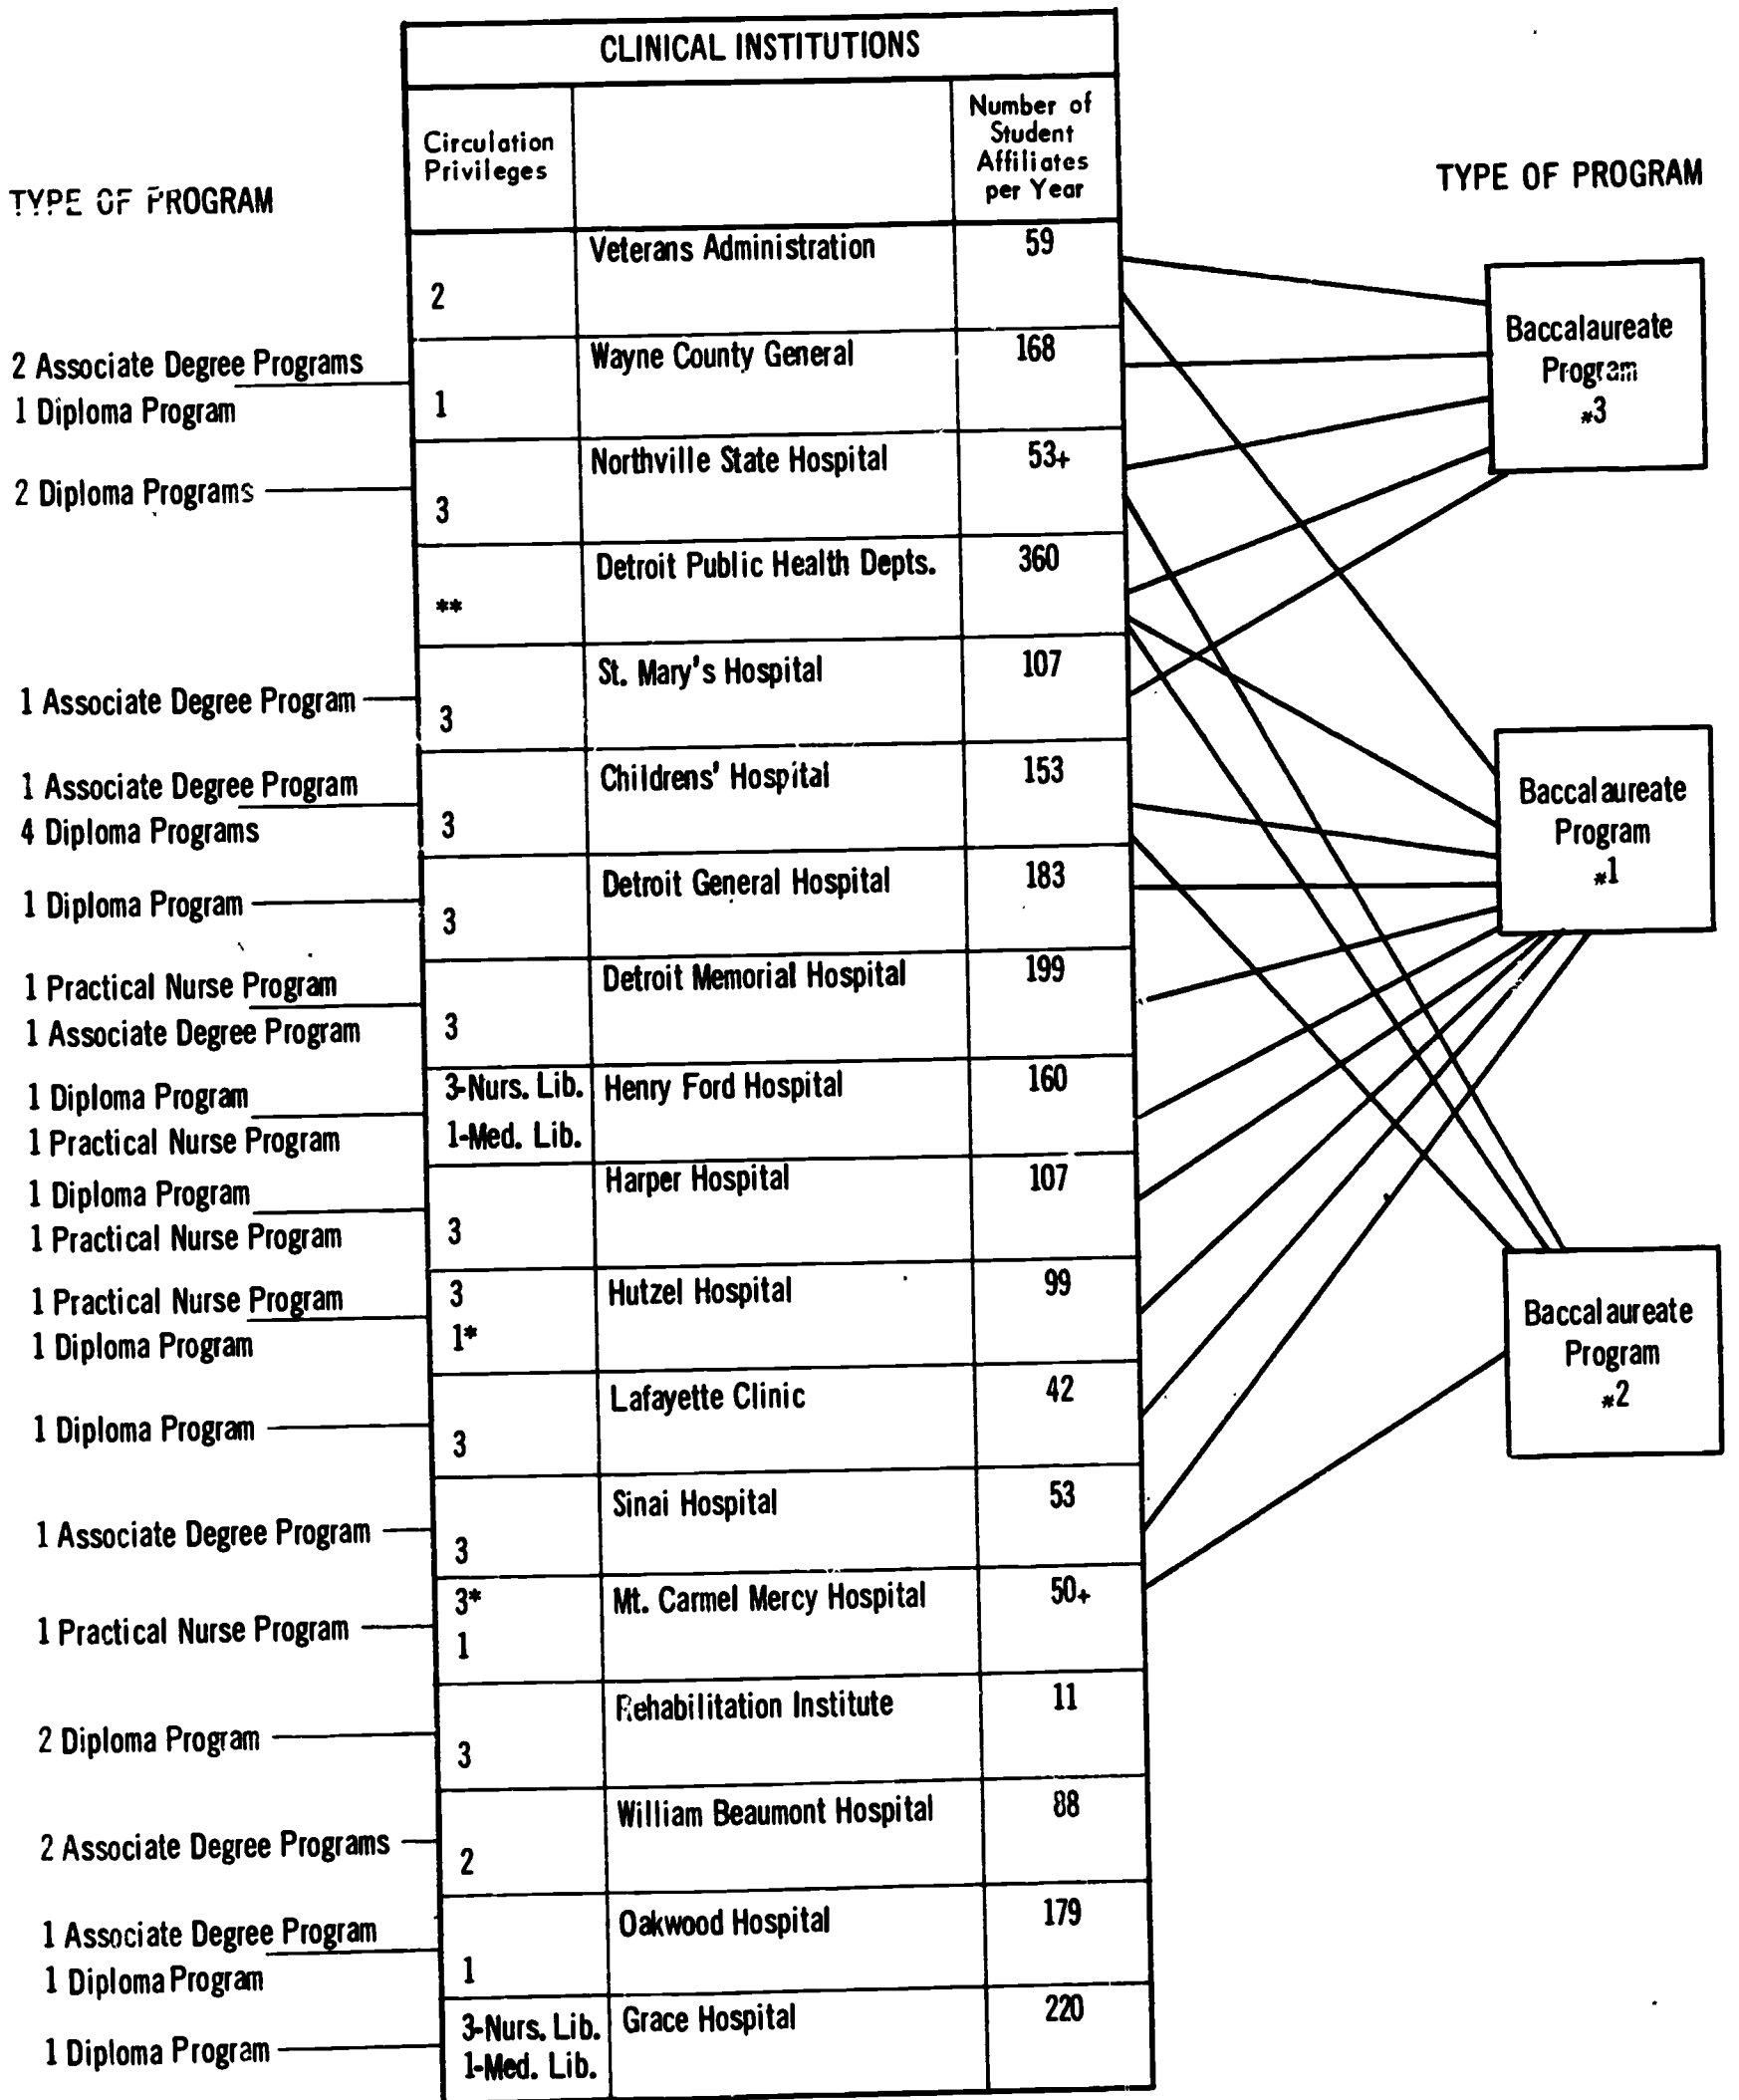 CLINICAL INSTITUTIONS
Circulation
Privileges
Number of
Student
Affiliates
per Year
TYPE OF PROGRAM
TYPE OF PROGRAM
Veterans Administration 59
2
2 Associate Degree Programs
1 Diploma Program
1
Wayne County General 168
2 Diploma Programs
3
Northville State Hospital 53+
**
Detroit Public Health Depts. 360
1 Associate Degree Program
3
St. Mary's Hospital 107
1 Associate Degree Program
4 Diploma Programs
3
Childrens' Hospital 153
1 Diploma Program
3
Detroit General Hospital 183
1 Practical Nurse Program
1 Associate Degree Program
3
Detroit Memorial Hospital 199
1 Diploma Program
1 Practical Nurse Program
3-Nurs. Lib.
1-Med. Lib.
Henry Ford Hospital 160
1 Diploma Program
1 Practical Nurse Program
3
Harper Hospital 107
1 Practical Nurse Program
1 Diploma Program
3
1*
Hutzel Hospital 99
1 Diploma Program
3
Lafayette Clinic 42
1 Associate Degree Program
3
Sinai Hospital 53
1 Practical Nurse Program
3*
1
Mt. Carmel Mercy Hospital 50+
2 Diploma Program
3
Rehabilitation Institute 11
2 Associate Degree Programs
2
William Beaumont Hospital 88
1 Associate Degree Program
1 Diploma Program
1
Oakwood Hospital 179
1 Diploma Program
3-Nurs. Lib.
1-Med. Lib.
Grace Hospital 220
Baccalaureate
Program
#3
Baccalaureate
Program
#1
Baccalaureate
Program
#2